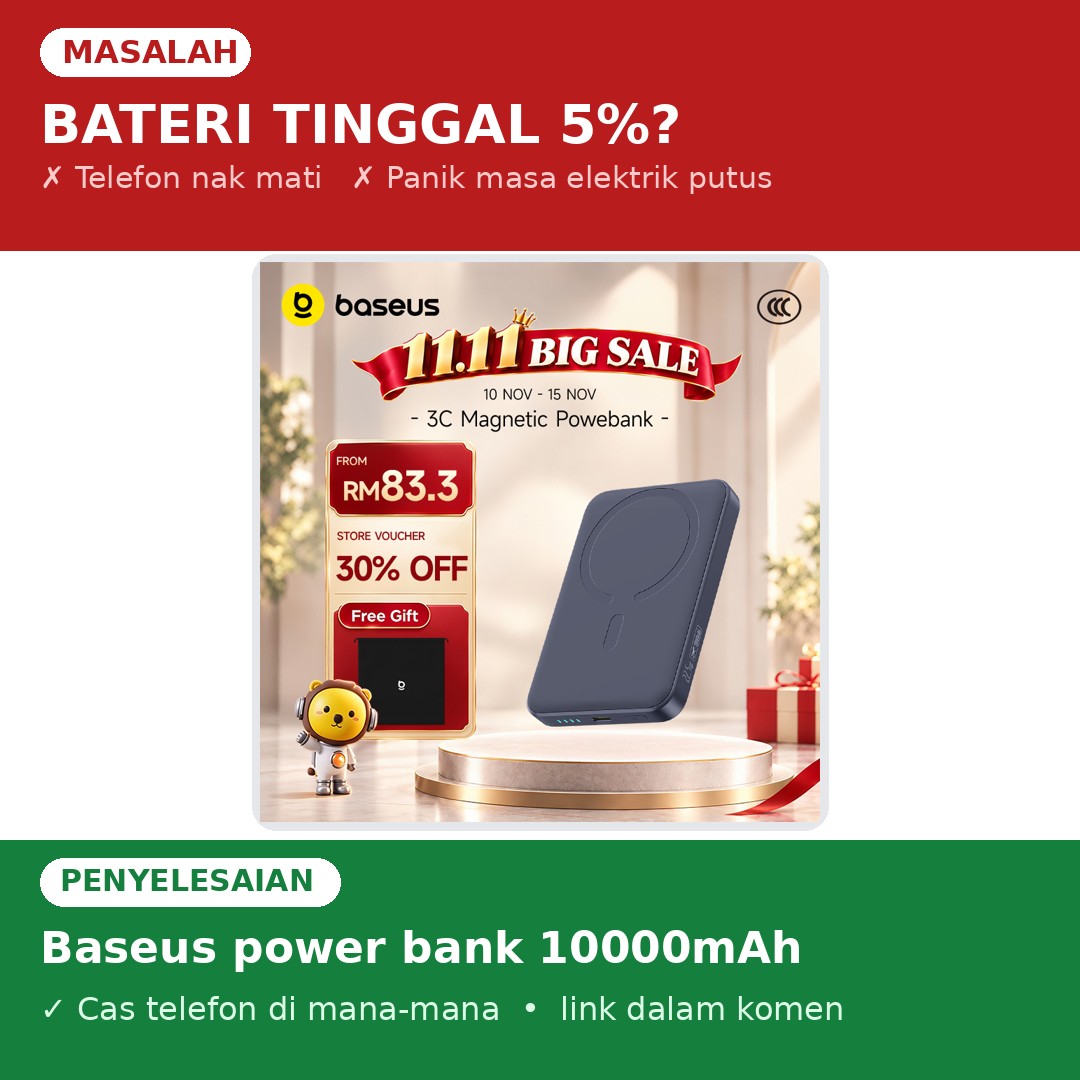 MASALAH
BATERI TINGGAL 5%?
✗ Telefon nak mati ✗ Panik masa elektrik putus
baseus
11.11 BIG SALE
10 NOV - 15 NOV
- 3C Magnetic Powebank -
FROM
RM83.3
STORE VOUCHER
30% OFF
Free Gift
PENYELESAIAN
Baseus power bank 10000mAh
✓ Cas telefon di mana-mana • link dalam komen